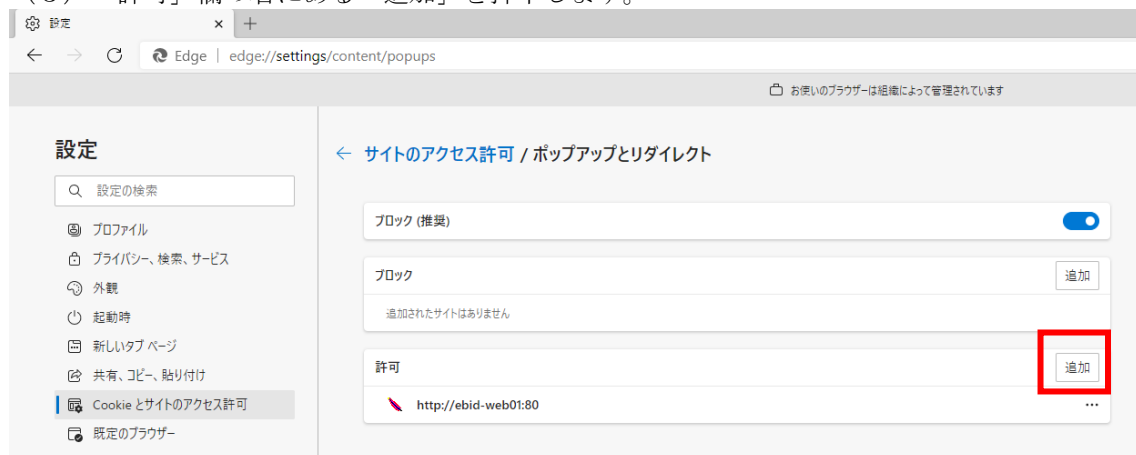 設定
Edge | edge://settings/content/popups
お使いのブラウザーは組織によって管理されています
設定
設定の検索
プロファイル
プライバシー、検索、サービス
外観
起動時
新しいタブ ページ
共有、コピー、貼り付け
Cookie とサイトのアクセス許可
既定のブラウザー
サイトのアクセス許可 / ポップアップとリダイレクト
ブロック (推奨)
ブロック
追加
追加されたサイトはありません
許可
追加
http://ebid-web01:80